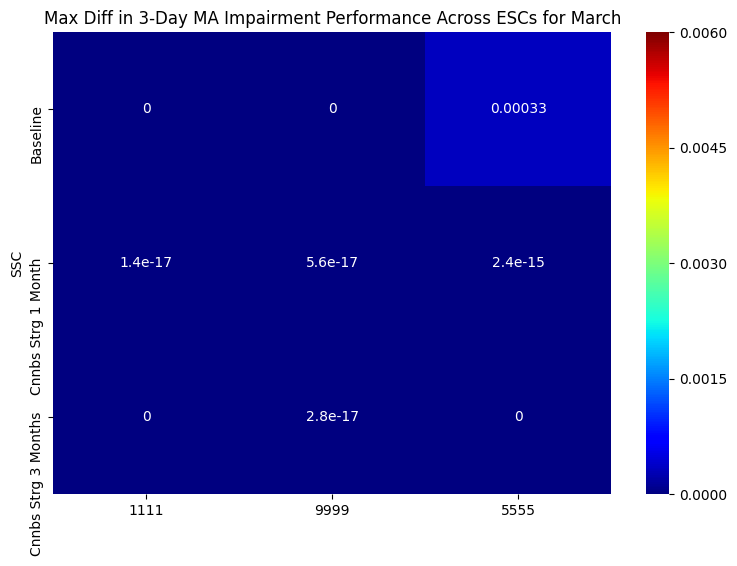 Max Diff in 3-Day MA Impairment Performance Across ESCs for March
SSC
Baseline
0 0 0.00033
Cnnbs Strg 1 Month
1.4e-17 5.6e-17 2.4e-15
Cnnbs Strg 3 Months
0 2.8e-17 0
1111 9999 5555
0.0060
0.0045
0.0030
0.0015
0.0000